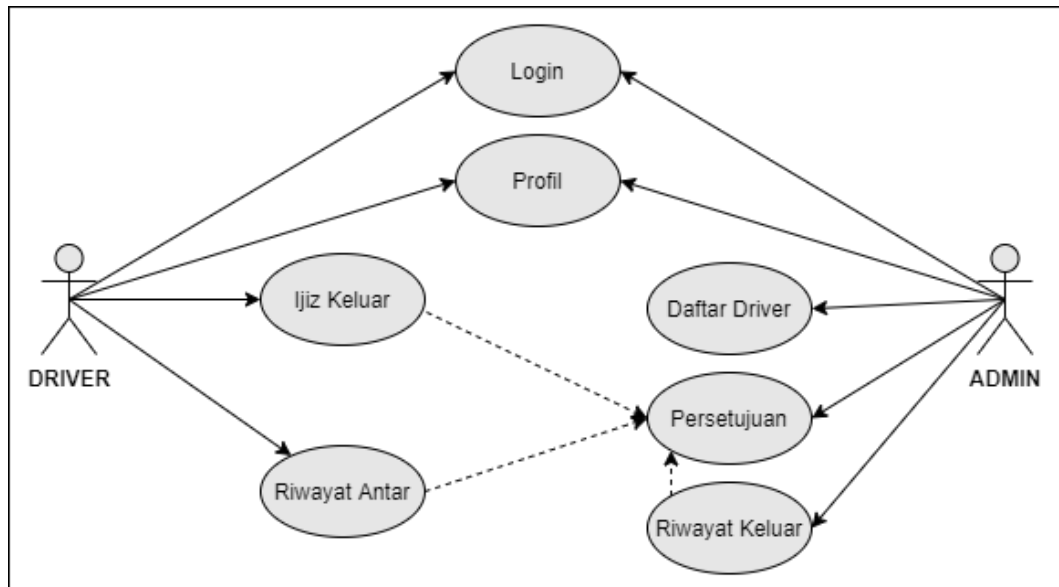 Login
Profil
Ijiz Keluar
Daftar Driver
DRIVER
ADMIN
Persetujuan
Riwayat Antar
Riwayat Keluar